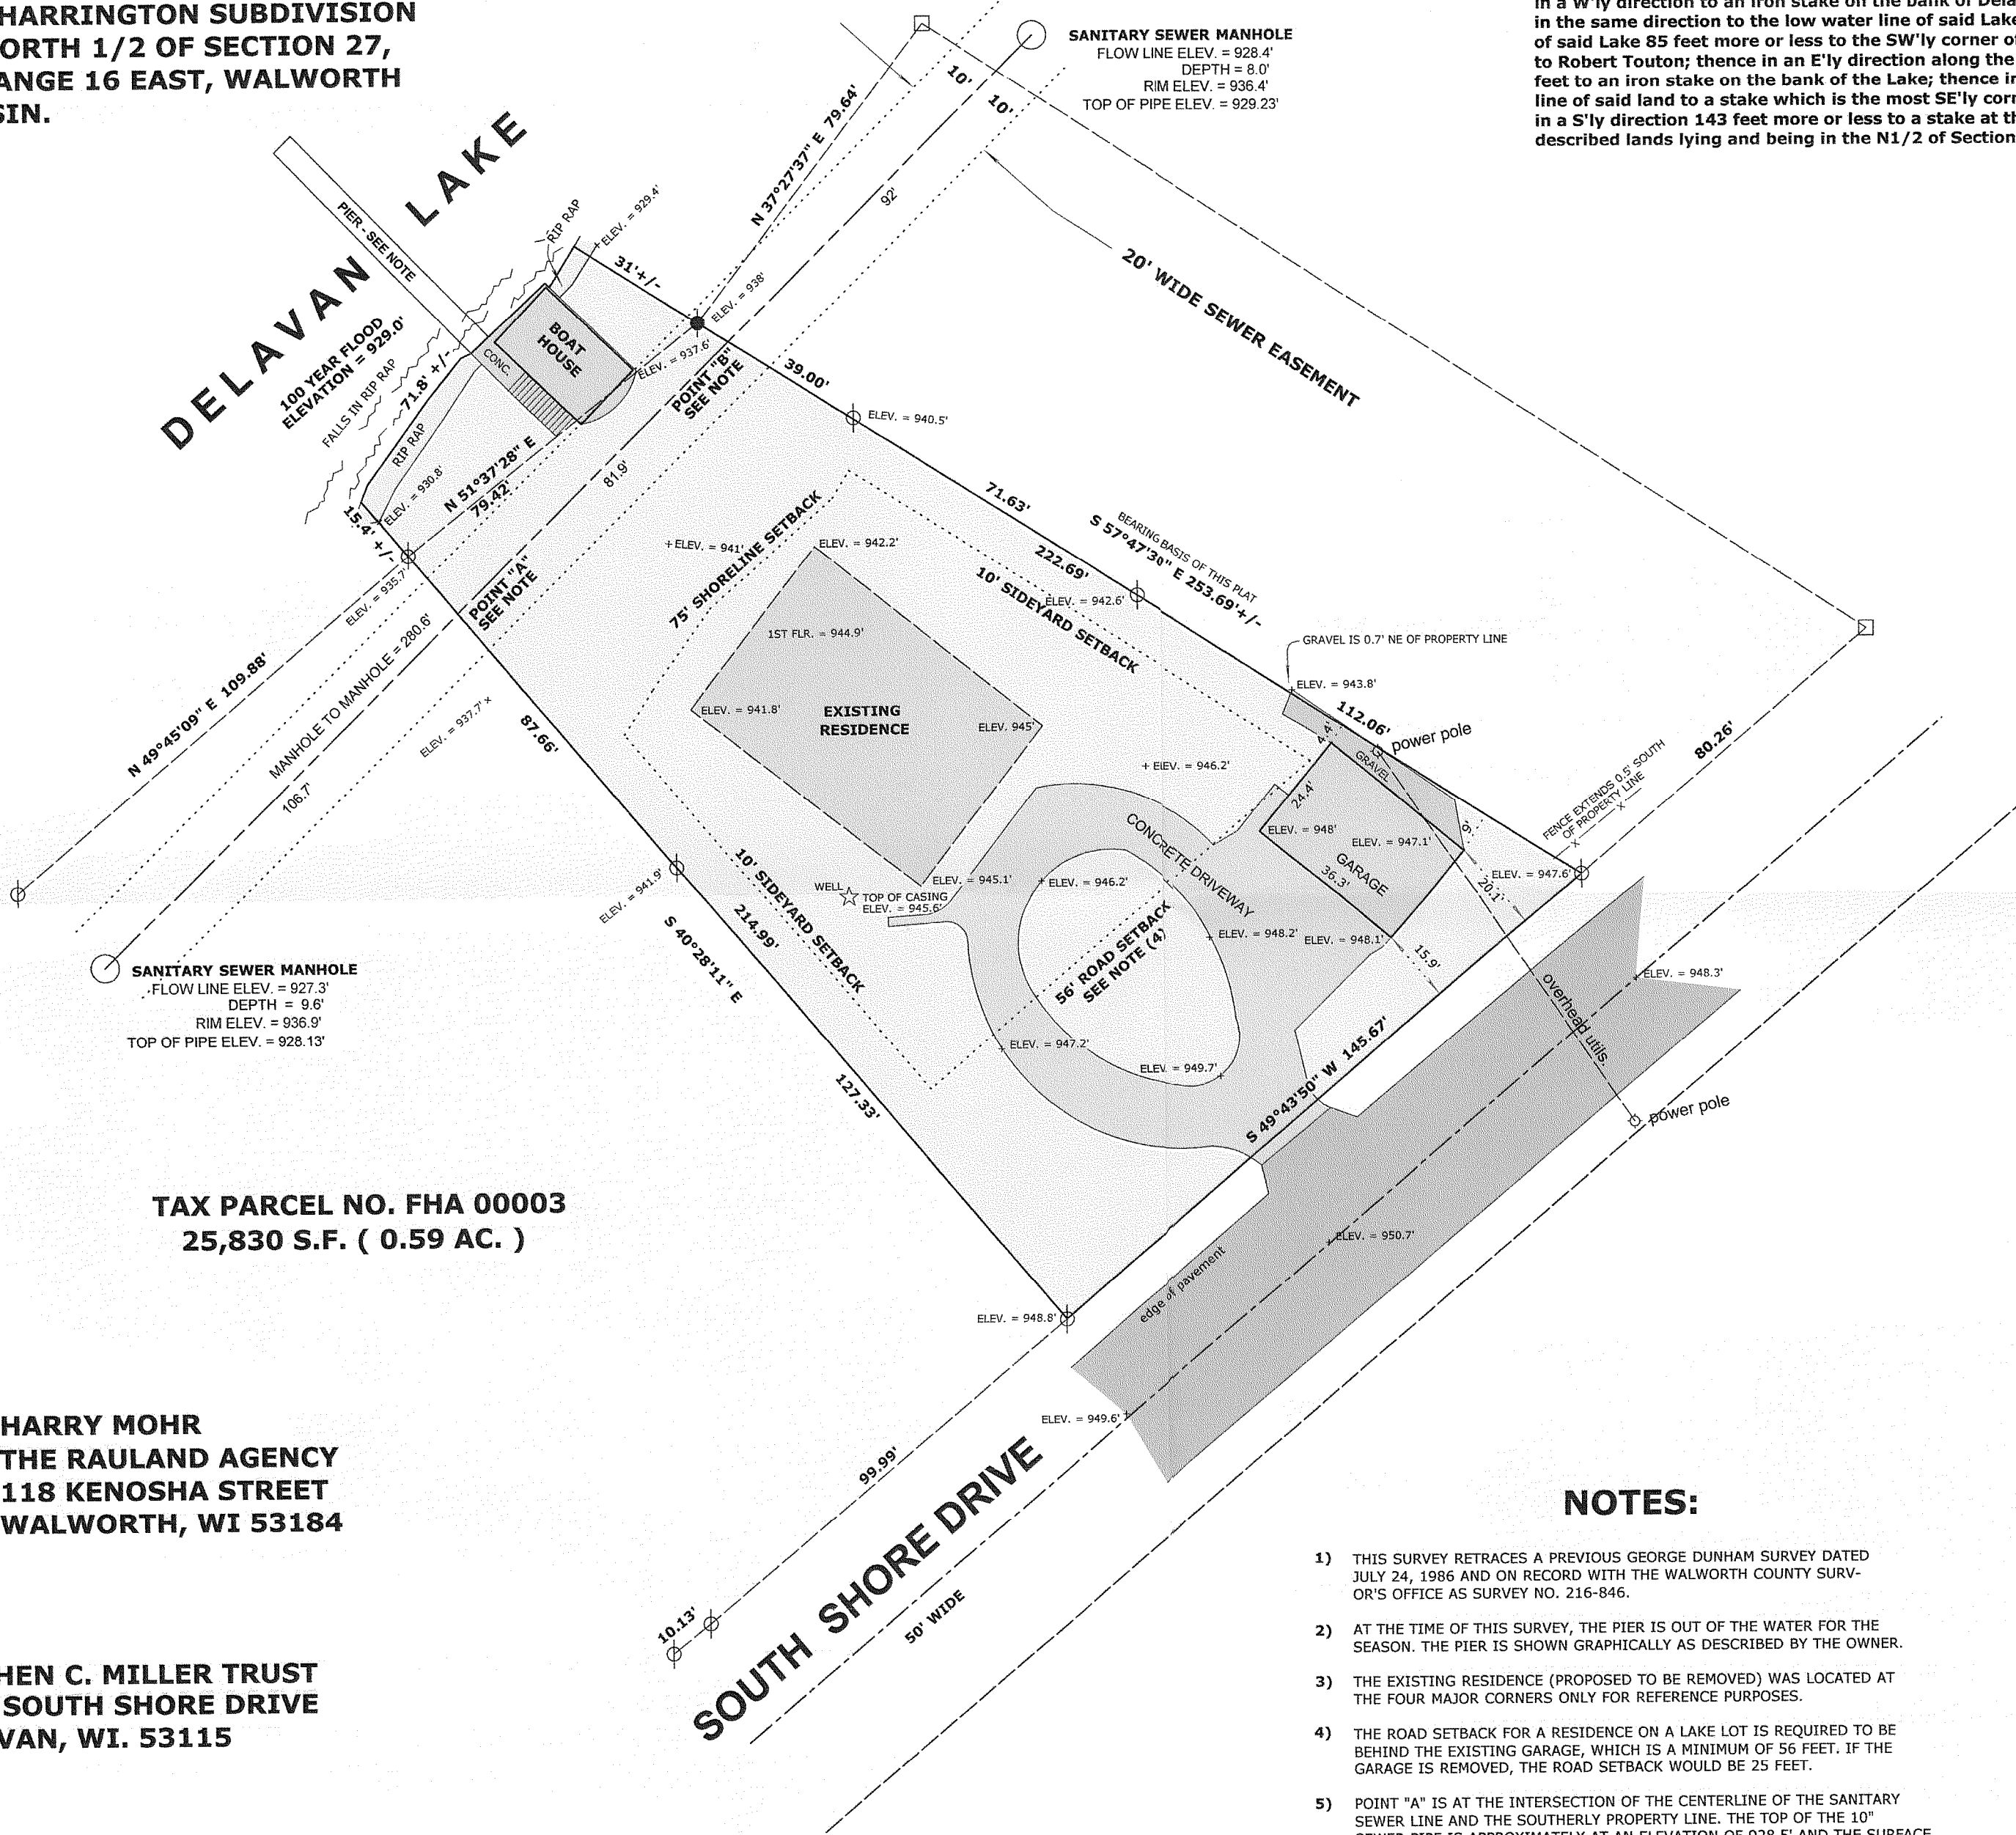 HARRINGTON SUBDIVISION
ORTH 1/2 OF SECTION 27,
ANGE 16 EAST, WALWORTH
SIN.
in a W'ly direction to an iron stake on the bank of Dela
in the same direction to the low water line of said Lake
of said Lake 85 feet more or less to the SW'ly corner of
to Robert Touton; thence in an E'ly direction along the
feet to an iron stake on the bank of the Lake; thence in
line of said land to a stake which is the most SE'ly corn
in a S'ly direction 143 feet more or less to a stake at th
described lands lying and being in the N1/2 of Section
SANITARY SEWER MANHOLE
FLOW LINE ELEV. = 928.4'
DEPTH = 8.0'
RIM ELEV. = 936.4'
TOP OF PIPE ELEV. = 929.23'
10'
10'
N 37°27'37" E 79.64'
92'
20' WIDE SEWER EASEMENT
DELAVAN LAKE
PIER - SEE NOTE
100 YEAR FLOOD
ELEVATION = 929.0'
FALLS IN RIP RAP
RIP RAP
ELEV. = 929.4'
31'+/-
ELEV. = 938'
BOAT
HOUSE
CONC.
71.8' +/-
RIP RAP
ELEV. = 937.6'
POINT "B"
SEE NOTE
39.00'
ELEV. = 940.5'
ELEV. = 930.8'
N 51°37'28" E
79.42'
81.9'
15.4' +/-
ELEV. = 935.7'
POINT "A"
SEE NOTE
71.63'
BEARING BASIS OF THIS PLAT
S 57°47'30" E 253.69'+/-
222.69'
10' SIDEYARD SETBACK
ELEV. = 942.6'
75' SHORELINE SETBACK
ELEV. = 941'
ELEV. = 942.2'
1ST FLR. = 944.9'
ELEV. = 941.8'
EXISTING
RESIDENCE
ELEV. 945'
GRAVEL IS 0.7' NE OF PROPERTY LINE
ELEV. = 943.8'
112.06'
4.4'
power pole
GRAVEL
80.26'
FENCE EXTENDS 0.5' SOUTH
OF PROPERTY LINE
N 49°45'09" E 109.88'
MANHOLE TO MANHOLE = 280.6'
106.7'
ELEV. = 937.7'
87.66'
ELEV. = 946.2'
24.4'
ELEV. = 948'
ELEV. = 947.1'
GARAGE
36.3'
9'
20.1'
ELEV. = 947.6'
CONCRETE DRIVEWAY
ELEV. = 941.9'
10' SIDEYARD SETBACK
214.99'
S 40°28'11" E
WELL
TOP OF CASING
ELEV. = 945.6'
ELEV. = 945.1'
ELEV. = 946.2'
56' ROAD SETBACK
SEE NOTE (4)
ELEV. = 948.2'
ELEV. = 948.1'
15.9'
SANITARY SEWER MANHOLE
FLOW LINE ELEV. = 927.3'
DEPTH = 9.6'
RIM ELEV. = 936.9'
TOP OF PIPE ELEV. = 928.13'
ELEV. = 947.2'
ELEV. = 949.7'
overhead utils.
ELEV. = 948.3'
power pole
S 49°43'50" W 145.67'
127.33'
TAX PARCEL NO. FHA 00003
25,830 S.F. ( 0.59 AC. )
ELEV. = 950.7'
edge of pavement
ELEV. = 948.8'
ELEV. = 949.6'
99.99'
10.13'
SOUTH SHORE DRIVE
50' WIDE
HARRY MOHR
THE RAULAND AGENCY
118 KENOSHA STREET
WALWORTH, WI 53184
HEN C. MILLER TRUST
SOUTH SHORE DRIVE
VAN, WI. 53115
NOTES:
1) THIS SURVEY RETRACES A PREVIOUS GEORGE DUNHAM SURVEY DATED
JULY 24, 1986 AND ON RECORD WITH THE WALWORTH COUNTY SURV-
OR'S OFFICE AS SURVEY NO. 216-846.
2) AT THE TIME OF THIS SURVEY, THE PIER IS OUT OF THE WATER FOR THE
SEASON. THE PIER IS SHOWN GRAPHICALLY AS DESCRIBED BY THE OWNER.
3) THE EXISTING RESIDENCE (PROPOSED TO BE REMOVED) WAS LOCATED AT
THE FOUR MAJOR CORNERS ONLY FOR REFERENCE PURPOSES.
4) THE ROAD SETBACK FOR A RESIDENCE ON A LAKE LOT IS REQUIRED TO BE
BEHIND THE EXISTING GARAGE, WHICH IS A MINIMUM OF 56 FEET. IF THE
GARAGE IS REMOVED, THE ROAD SETBACK WOULD BE 25 FEET.
5) POINT "A" IS AT THE INTERSECTION OF THE CENTERLINE OF THE SANITARY
SEWER LINE AND THE SOUTHERLY PROPERTY LINE. THE TOP OF THE 10"
SEWER PIPE IS APPROXIMATELY AT AN ELEVATION OF 928.5' AND THE SURFACE